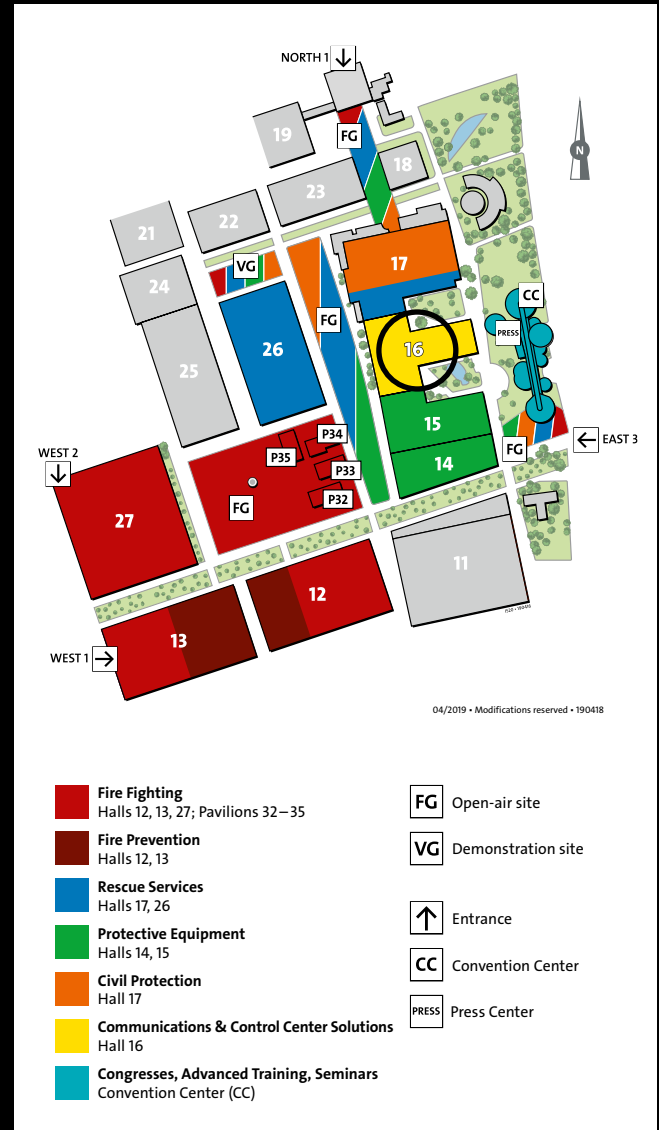 NORTH 1
19
FG
18
23
22
21
VG
17
24
CC
FG
PRESS
16
26
25
15
P34
EAST 3
FG
P35
14
WEST 2
P33
P32
FG
27
11
12
13
WEST 1
04/2019 • Modifications reserved • 190418
Fire Fighting
Halls 12, 13, 27; Pavilions 32–35
Fire Prevention
Halls 12, 13
Rescue Services
Halls 17, 26
Protective Equipment
Halls 14, 15
Civil Protection
Hall 17
Communications & Control Center Solutions
Hall 16
Congresses, Advanced Training, Seminars
Convention Center (CC)
FG Open-air site
VG Demonstration site
Entrance
CC Convention Center
PRESS Press Center
N